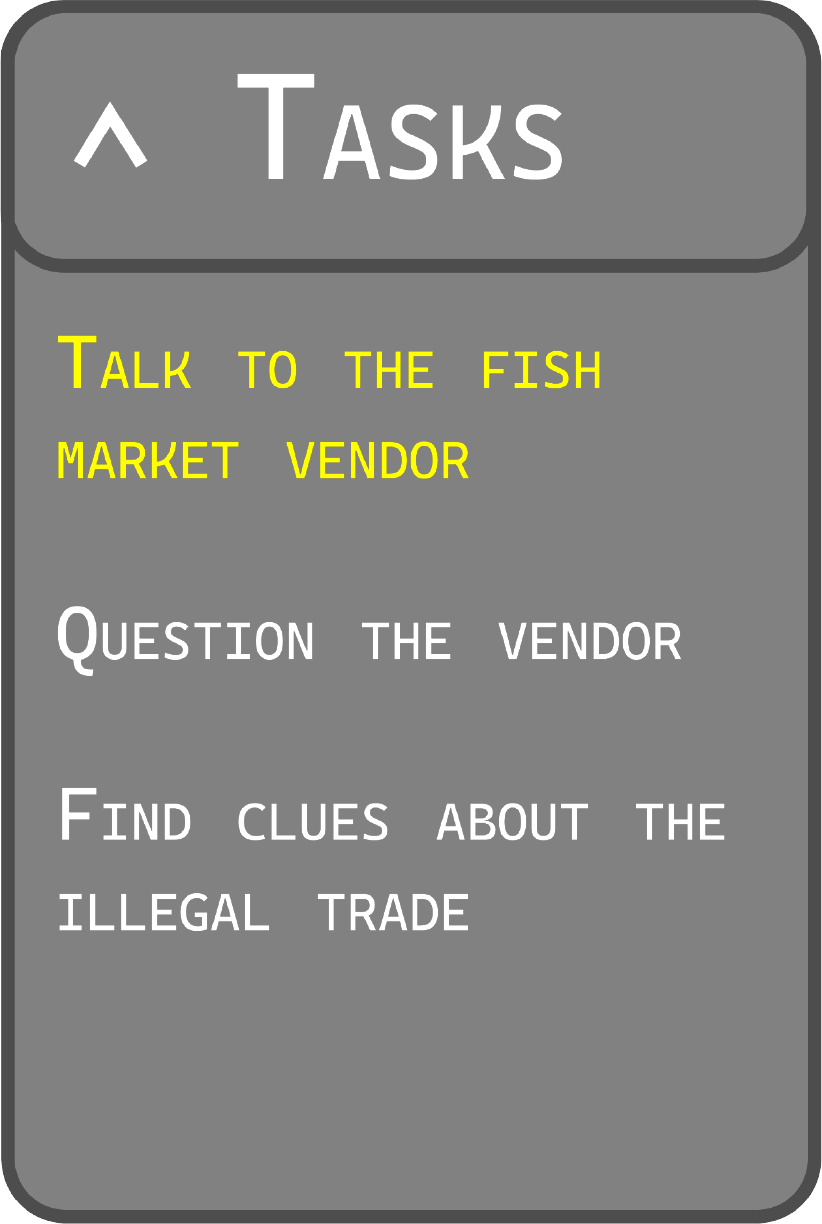 Tasks
Talk to the fish
market vendor
Question the vendor
Find clues about the
illegal trade